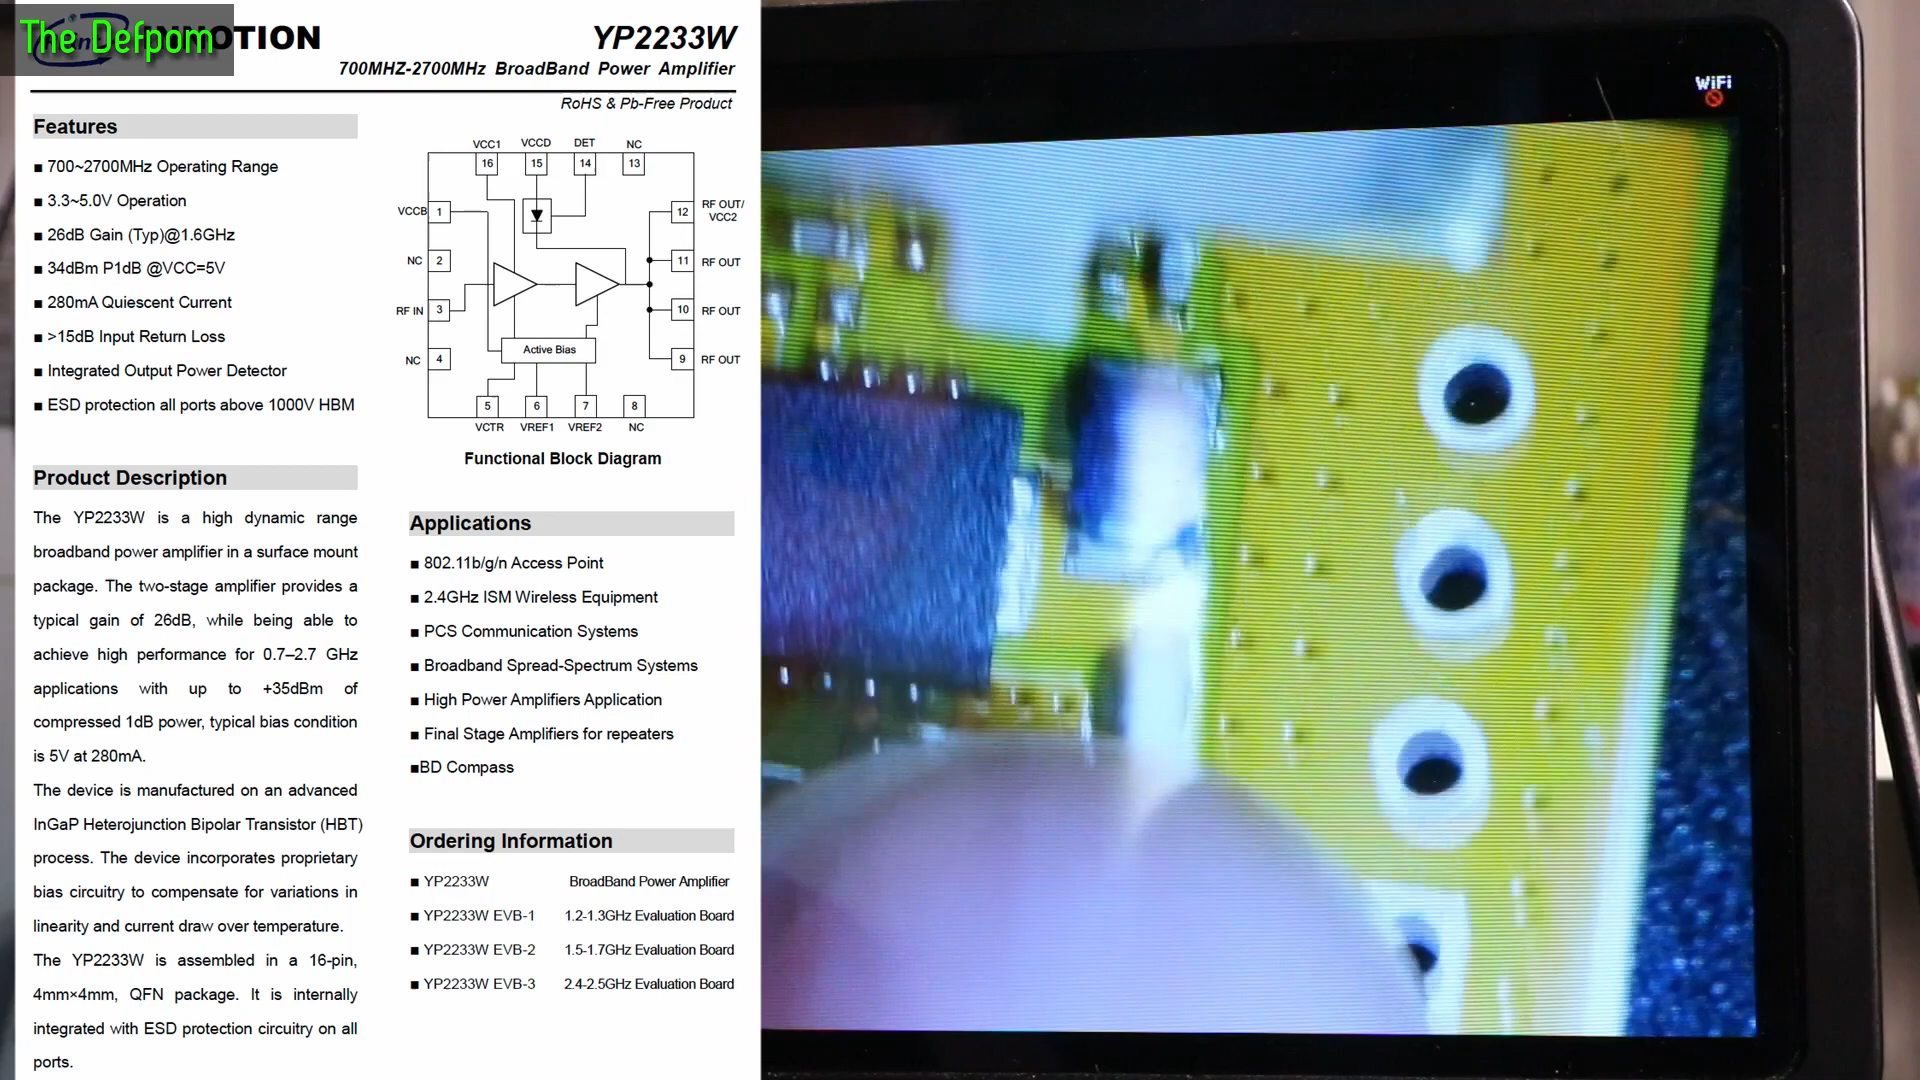 The Defpom
INNOTION
YP2233W
700MHZ-2700MHz BroadBand Power Amplifier
RoHS & Pb-Free Product
Features
■ 700~2700MHz Operating Range
■ 3.3~5.0V Operation
■ 26dB Gain (Typ)@1.6GHz
■ 34dBm P1dB @VCC=5V
■ 280mA Quiescent Current
■ >15dB Input Return Loss
■ Integrated Output Power Detector
■ ESD protection all ports above 1000V HBM
Product Description
The YP2233W is a high dynamic range
broadband power amplifier in a surface mount
package. The two-stage amplifier provides a
typical gain of 26dB, while being able to
achieve high performance for 0.7–2.7 GHz
applications with up to +35dBm of
compressed 1dB power, typical bias condition
is 5V at 280mA.
The device is manufactured on an advanced
InGaP Heterojunction Bipolar Transistor (HBT)
process. The device incorporates proprietary
bias circuitry to compensate for variations in
linearity and current draw over temperature.
The YP2233W is assembled in a 16-pin,
4mm×4mm, QFN package. It is internally
integrated with ESD protection circuitry on all
ports.
VCC1 VCCD DET NC
16 15 14 13
VCCB 1
NC 2
RF IN 3
NC 4
12 RF OUT/
VCC2
11 RF OUT
10 RF OUT
9 RF OUT
Active Bias
5 6 7 8
VCTR VREF1 VREF2 NC
Functional Block Diagram
Applications
■ 802.11b/g/n Access Point
■ 2.4GHz ISM Wireless Equipment
■ PCS Communication Systems
■ Broadband Spread-Spectrum Systems
■ High Power Amplifiers Application
■ Final Stage Amplifiers for repeaters
■BD Compass
Ordering Information
■ YP2233W BroadBand Power Amplifier
■ YP2233W EVB-1 1.2-1.3GHz Evaluation Board
■ YP2233W EVB-2 1.5-1.7GHz Evaluation Board
■ YP2233W EVB-3 2.4-2.5GHz Evaluation Board
WiFi